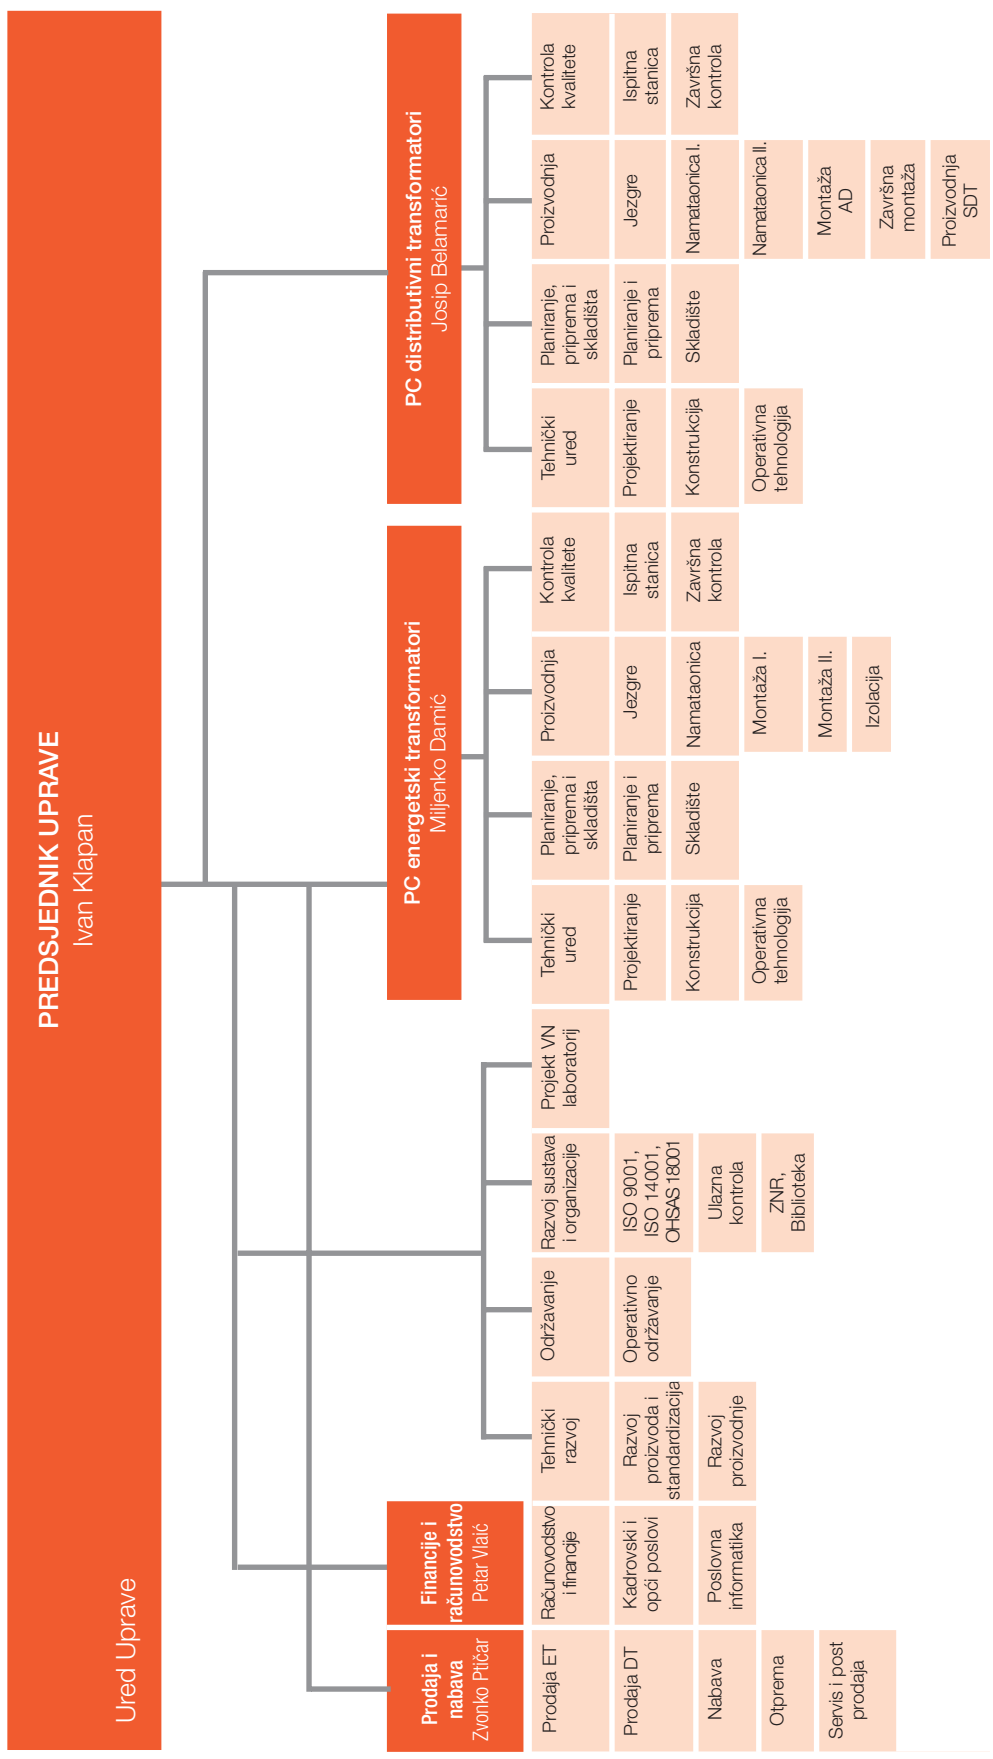 PREDSJEDNIK UPRAVE
Ivan Klapan
Ured Uprave
Prodaja i
nabava
Zvonko Ptičar
Prodaja ET
Prodaja DT
Nabava
Otprema
Servis i post
prodaja
Financije i
računovodstvo
Petar Vlaić
Računovodstvo
i financije
Kadrovski i
opći poslovi
Poslovna
informatika
Tehnički
razvoj
Razvoj
proizvoda i
standardizacija
Razvoj
proizvodnje
Održavanje
Operativno
održavanje
Razvoj sustava
i organizacije
ISO 9001,
ISO 14001,
OHSAS 18001
Ulazna
kontrola
ZNR,
Biblioteka
Projekt VN
laboratorij
PC energetski transformatori
Miljenko Damić
Tehnički
ured
Projektiranje
Konstrukcija
Operativna
tehnologija
Planiranje,
priprema i
skladišta
Planiranje i
priprema
Skladište
Proizvodnja
Jezgre
Namataonica
Montaža I.
Montaža II.
Izolacija
Kontrola
kvalitete
Ispitna
stanica
Završna
kontrola
PC distributivni transformatori
Josip Belamarić
Tehnički
ured
Projektiranje
Konstrukcija
Operativna
tehnologija
Planiranje,
priprema i
skladišta
Planiranje i
priprema
Skladište
Proizvodnja
Jezgre
Namataonica I.
Namataonica II.
Montaža
AD
Završna
montaža
Proizvodnja
SDT
Kontrola
kvalitete
Ispitna
stanica
Završna
kontrola